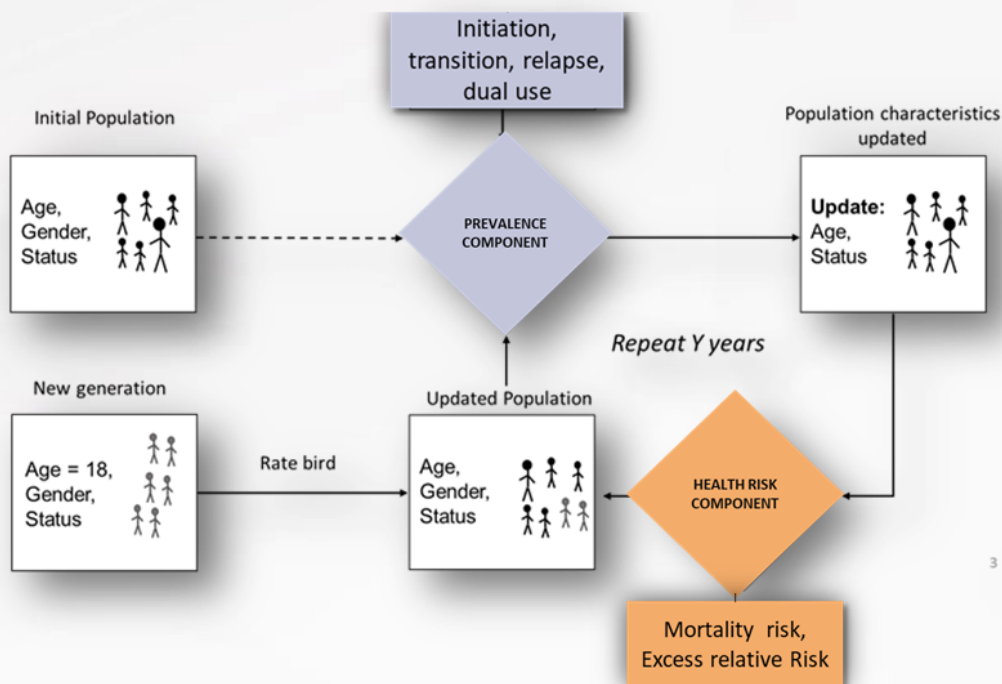 Initiation,
transition, relapse,
dual use
Initial Population
Age,
Gender,
Status
PREVALENCE
COMPONENT
Population characteristics
updated
Update:
Age,
Status
Repeat Y years
New generation
Age = 18,
Gender,
Status
Rate bird
Updated Population
Age,
Gender,
Status
HEALTH RISK
COMPONENT
3
Mortality risk,
Excess relative Risk